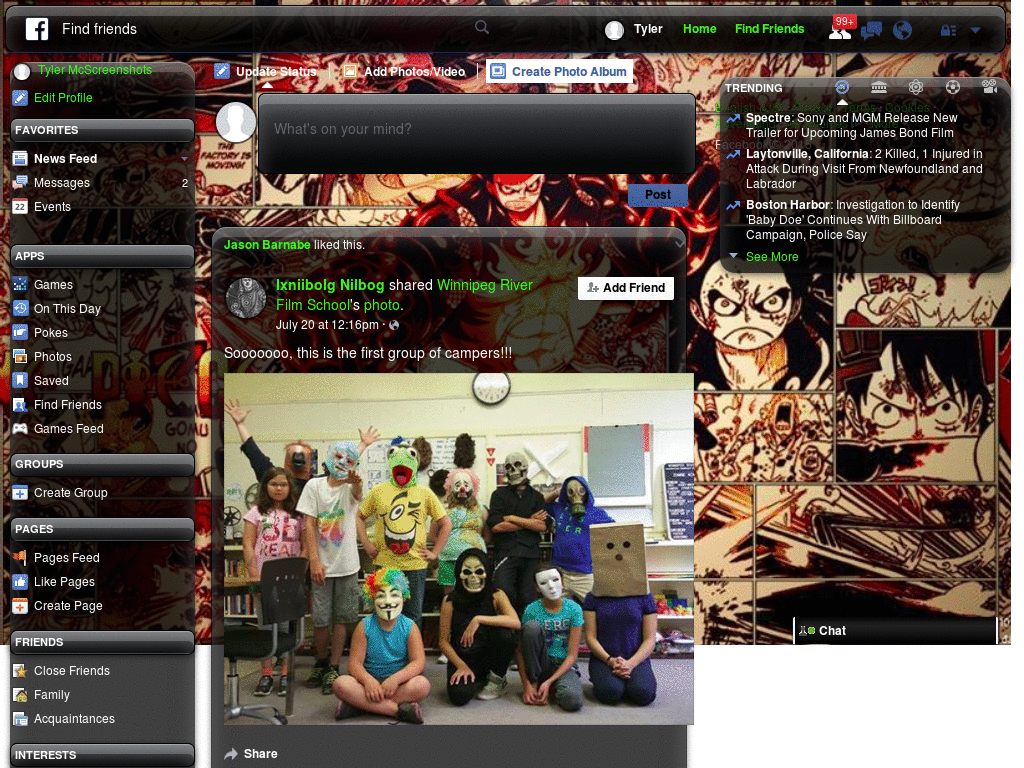 Find friends
Tyler
Home
Find Friends
99+
Tyler McScreenshots
Edit Profile
FAVORITES
News Feed
Messages
2
Events
APPS
Games
On This Day
Pokes
Photos
Saved
Find Friends
Games Feed
GROUPS
Create Group
PAGES
Pages Feed
Like Pages
Create Page
FRIENDS
Close Friends
Family
Acquaintances
INTERESTS
Update Status
Add Photos/Video
Create Photo Album
What's on your mind?
THE
FACTORY IS
MOVING!
Post
Jason Barnabe liked this.
Ixniibolg Nilbog shared Winnipeg River
Film School's photo.
July 20 at 12:16pm ·
Add Friend
Sooooooo, this is the first group of campers!!!
READ
Share
TRENDING
Spectre: Sony and MGM Release New
Trailer for Upcoming James Bond Film
Laytonville, California: 2 Killed, 1 Injured in
Attack During Visit From Newfoundland and
Labrador
Boston Harbor: Investigation to Identify
'Baby Doe' Continues With Billboard
Campaign, Police Say
See More
Chat